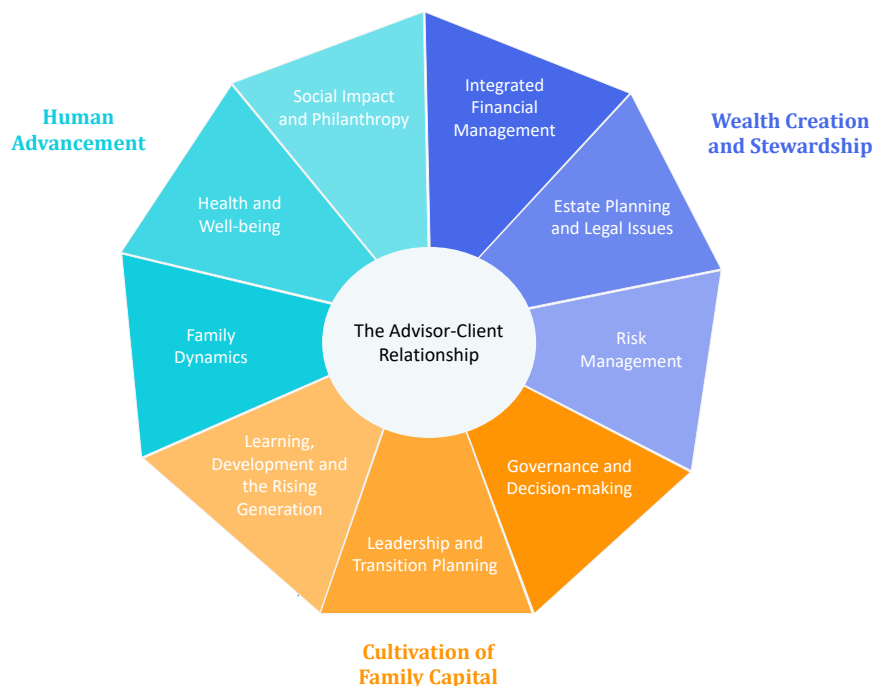 Social Impact
and Philanthropy
Integrated
Financial
Management
Human
Advancement
Wealth Creation
and Stewardship
Health and
Well-being
Estate Planning
and Legal Issues
The Advisor-Client
Relationship
Family
Dynamics
Risk
Management
Learning,
Development and
the Rising
Generation
Governance and
Decision-making
Leadership and
Transition Planning
Cultivation of
Family Capital